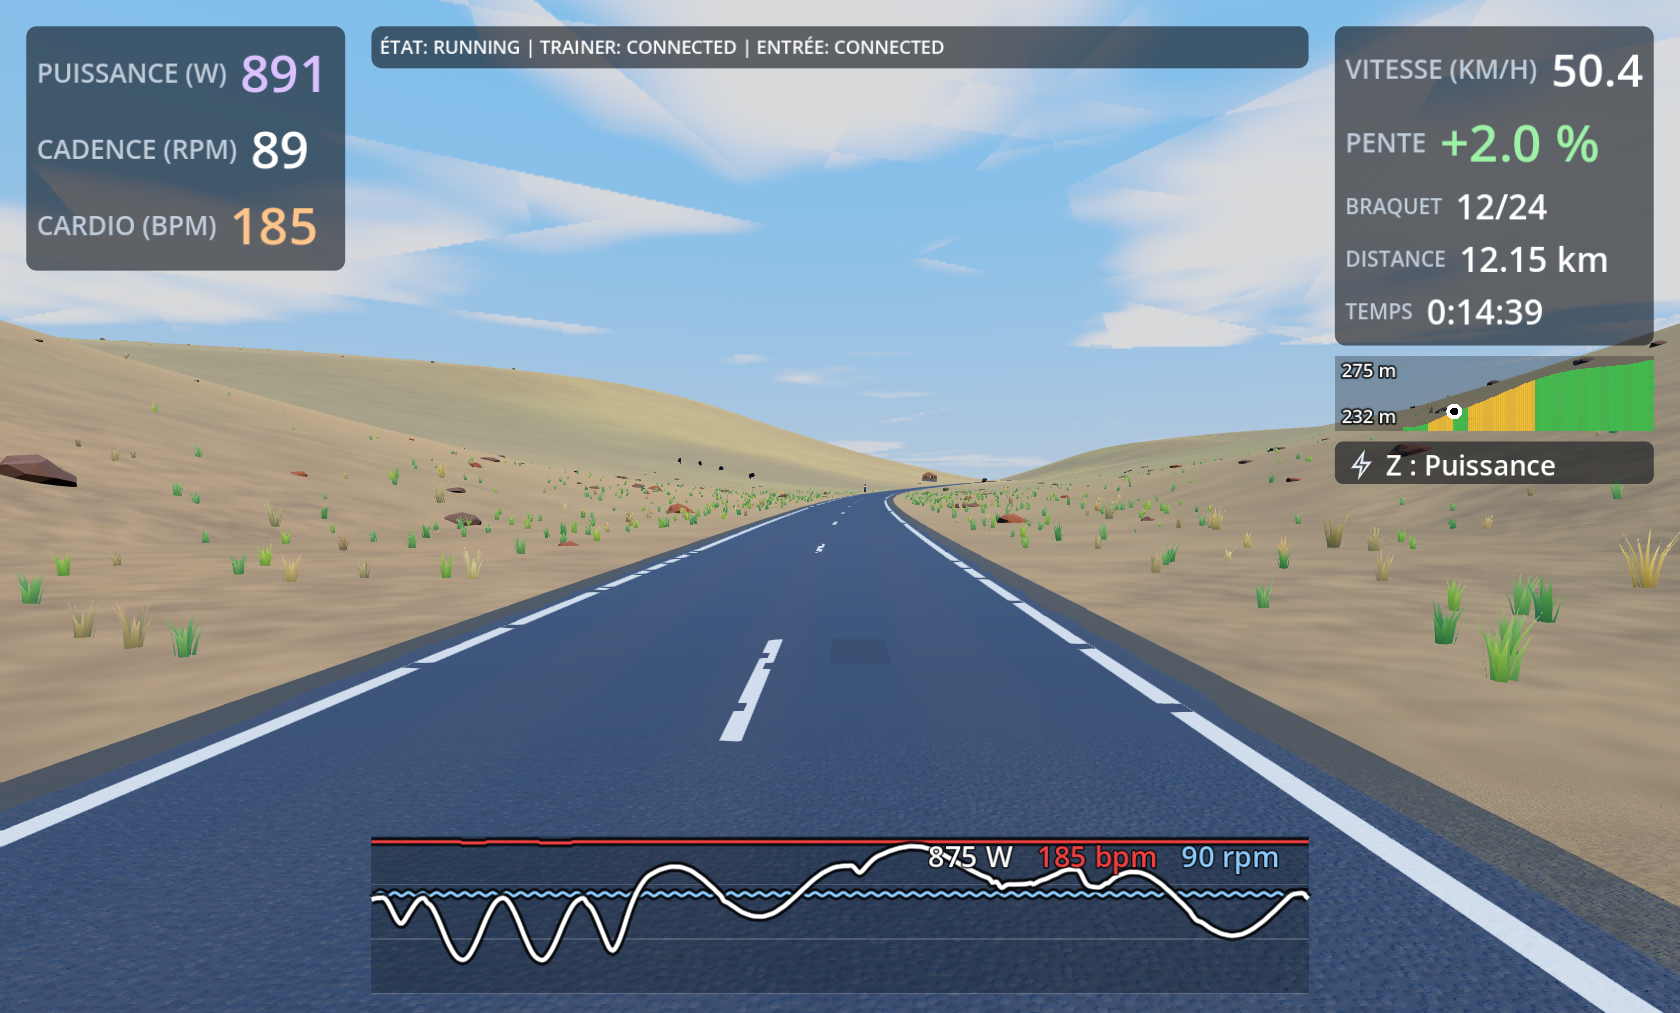 PUISSANCE (W) 891
CADENCE (RPM) 89
CARDIO (BPM) 185
ÉTAT: RUNNING | TRAINER: CONNECTED | ENTRÉE: CONNECTED
VITESSE (KM/H) 50.4
PENTE +2.0 %
BRAQUET 12/24
DISTANCE 12.15 km
TEMPS 0:14:39
275 m
232 m
Z : Puissance
875 W 185 bpm 90 rpm